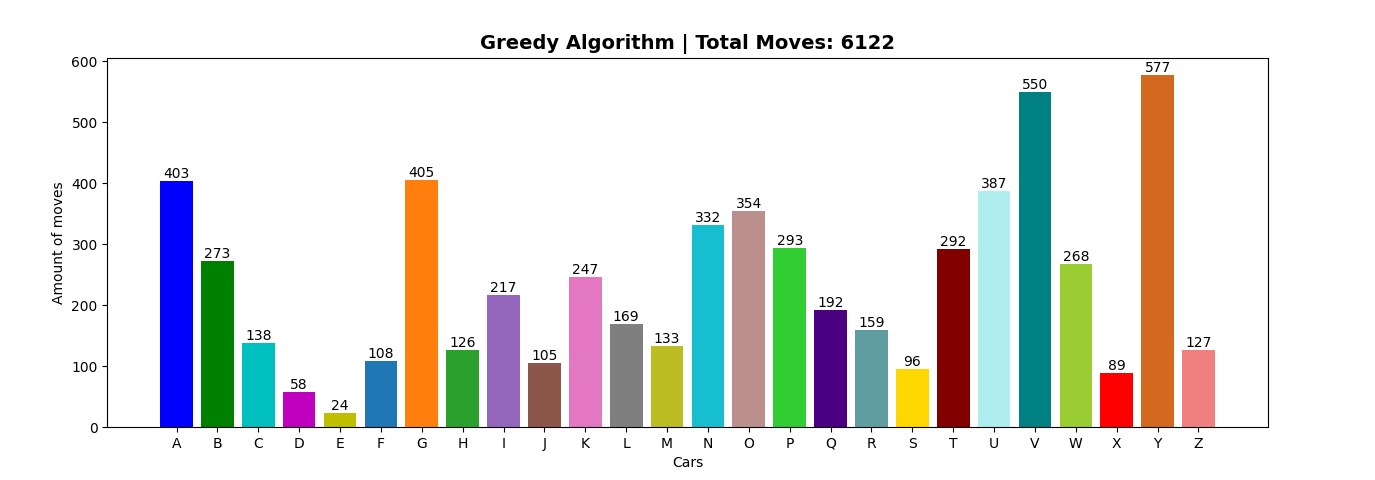 Greedy Algorithm | Total Moves: 6122
Amount of moves
600
500
400
300
200
100
0
403 273 138 58 24 108 405 126 217 105 247 169 133 332 354 293 192 159 96 292 387 550 268 89 577 127
A B C D E F G H I J K L M N O P Q R S T U V W X Y Z
Cars